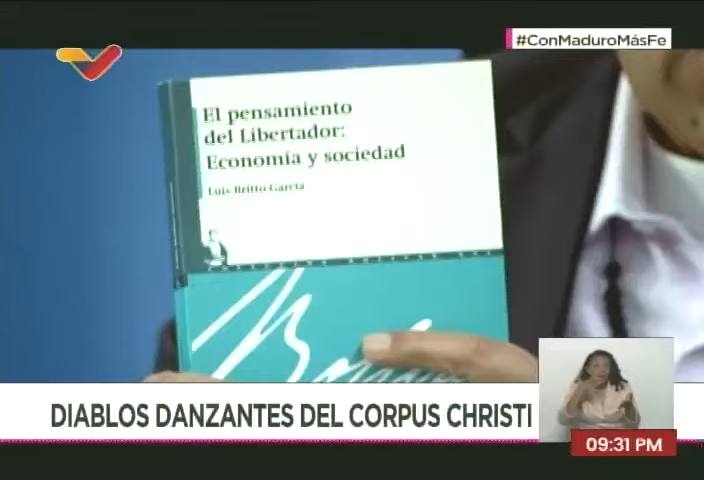 #ConMaduroMásFe
El pensamiento
del Libertador:
Economía y sociedad
Luis Britto García
DIABLOS DANZANTES DEL CORPUS CHRISTI
09:31 PM